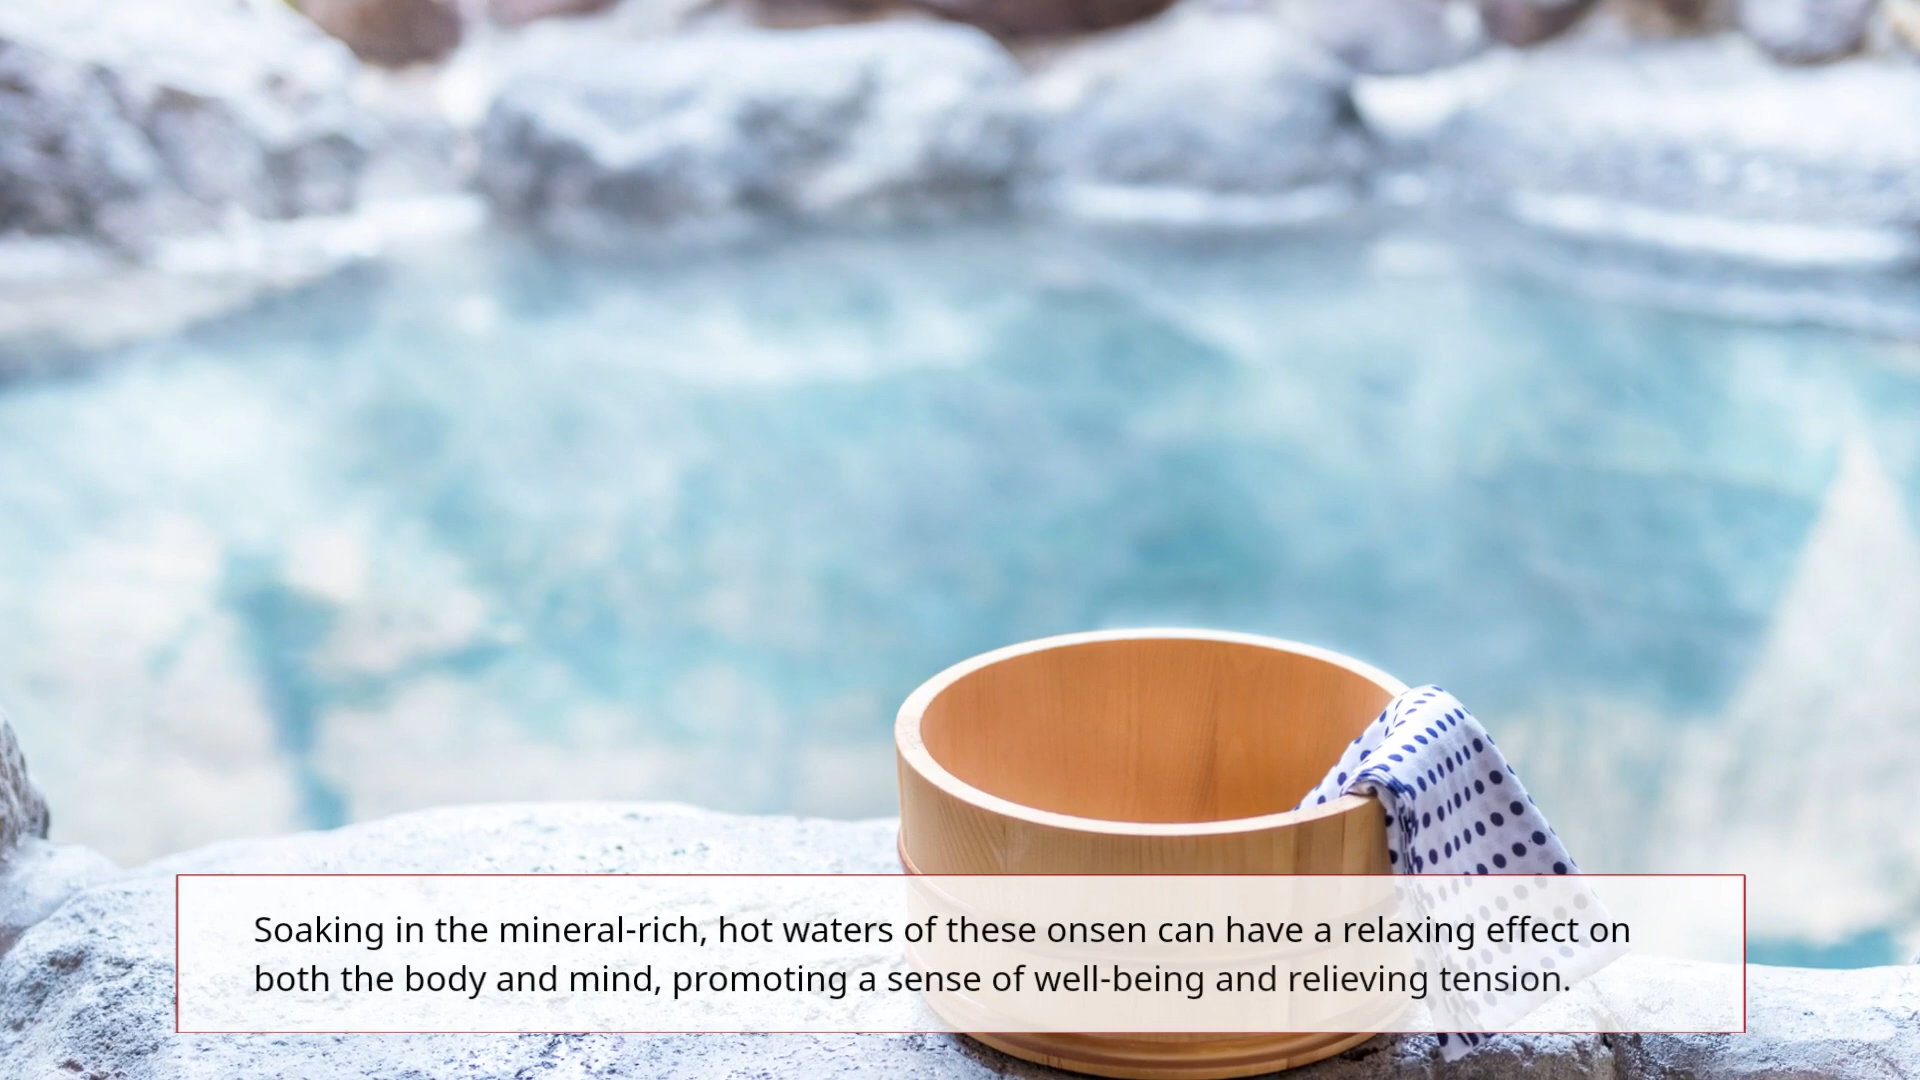 Soaking in the mineral-rich, hot waters of these onsen can have a relaxing effect on
both the body and mind, promoting a sense of well-being and relieving tension.